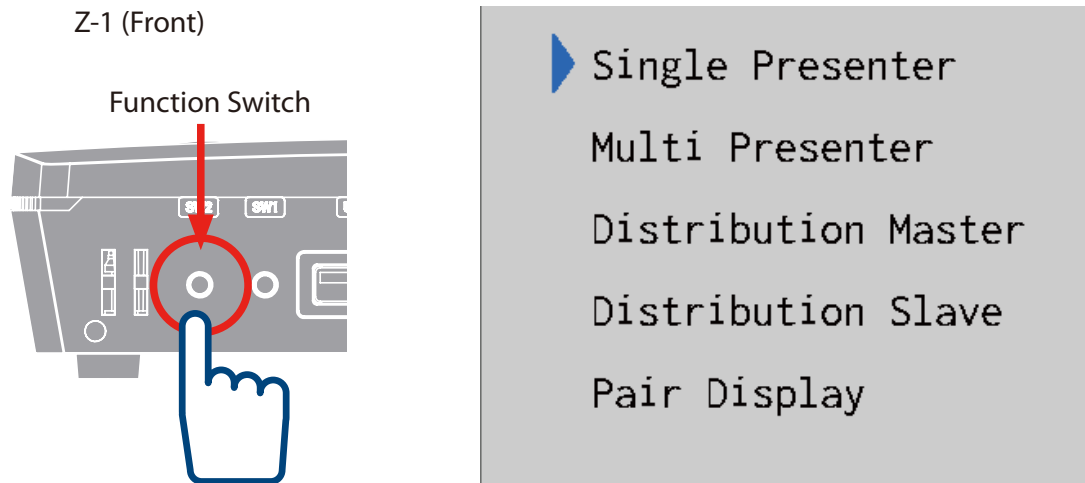 Z-1 (Front)
Function Switch
SW1
Single Presenter
Multi Presenter
Distribution Master
Distribution Slave
Pair Display